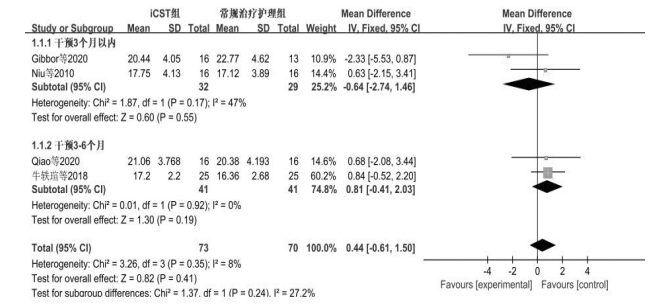 iCST组 常规治疗护理组 Mean Difference Mean Difference
Study or Subgroup Mean SD Total Mean SD Total Weight IV, Fixed, 95% CI IV, Fixed, 95% CI
1.1.1 干预3个月以内
Gibbor等2020 20.44 4.05 16 22.77 4.62 13 10.9% -2.33 [-5.53, 0.87]
Niu等2010 17.75 4.13 16 17.12 3.89 16 14.4% 0.63 [-2.15, 3.41]
Subtotal (95% CI) 32 29 25.2% -0.64 [-2.74, 1.46]
Heterogeneity: Chi² = 1.87, df = 1 (P = 0.17); I² = 47%
Test for overall effect: Z = 0.60 (P = 0.55)
1.1.2 干预3-6个月
Qiao等2020 21.06 3.768 16 20.38 4.193 16 14.6% 0.68 [-2.08, 3.44]
牛轶瑄等2018 17.2 2.2 25 16.36 2.68 25 60.2% 0.84 [-0.52, 2.20]
Subtotal (95% CI) 41 41 74.8% 0.81 [-0.41, 2.03]
Heterogeneity: Chi² = 0.01, df = 1 (P = 0.92); I² = 0%
Test for overall effect: Z = 1.30 (P = 0.19)
Total (95% CI) 73 70 100.0% 0.44 [-0.61, 1.50]
Heterogeneity: Chi² = 3.26, df = 3 (P = 0.35); I² = 8%
Test for overall effect: Z = 0.82 (P = 0.41)
Test for subgroup differences: Chi² = 1.37, df = 1 (P = 0.24), I² = 27.2%
-4 -2 0 2 4
Favours [experimental] Favours [control]